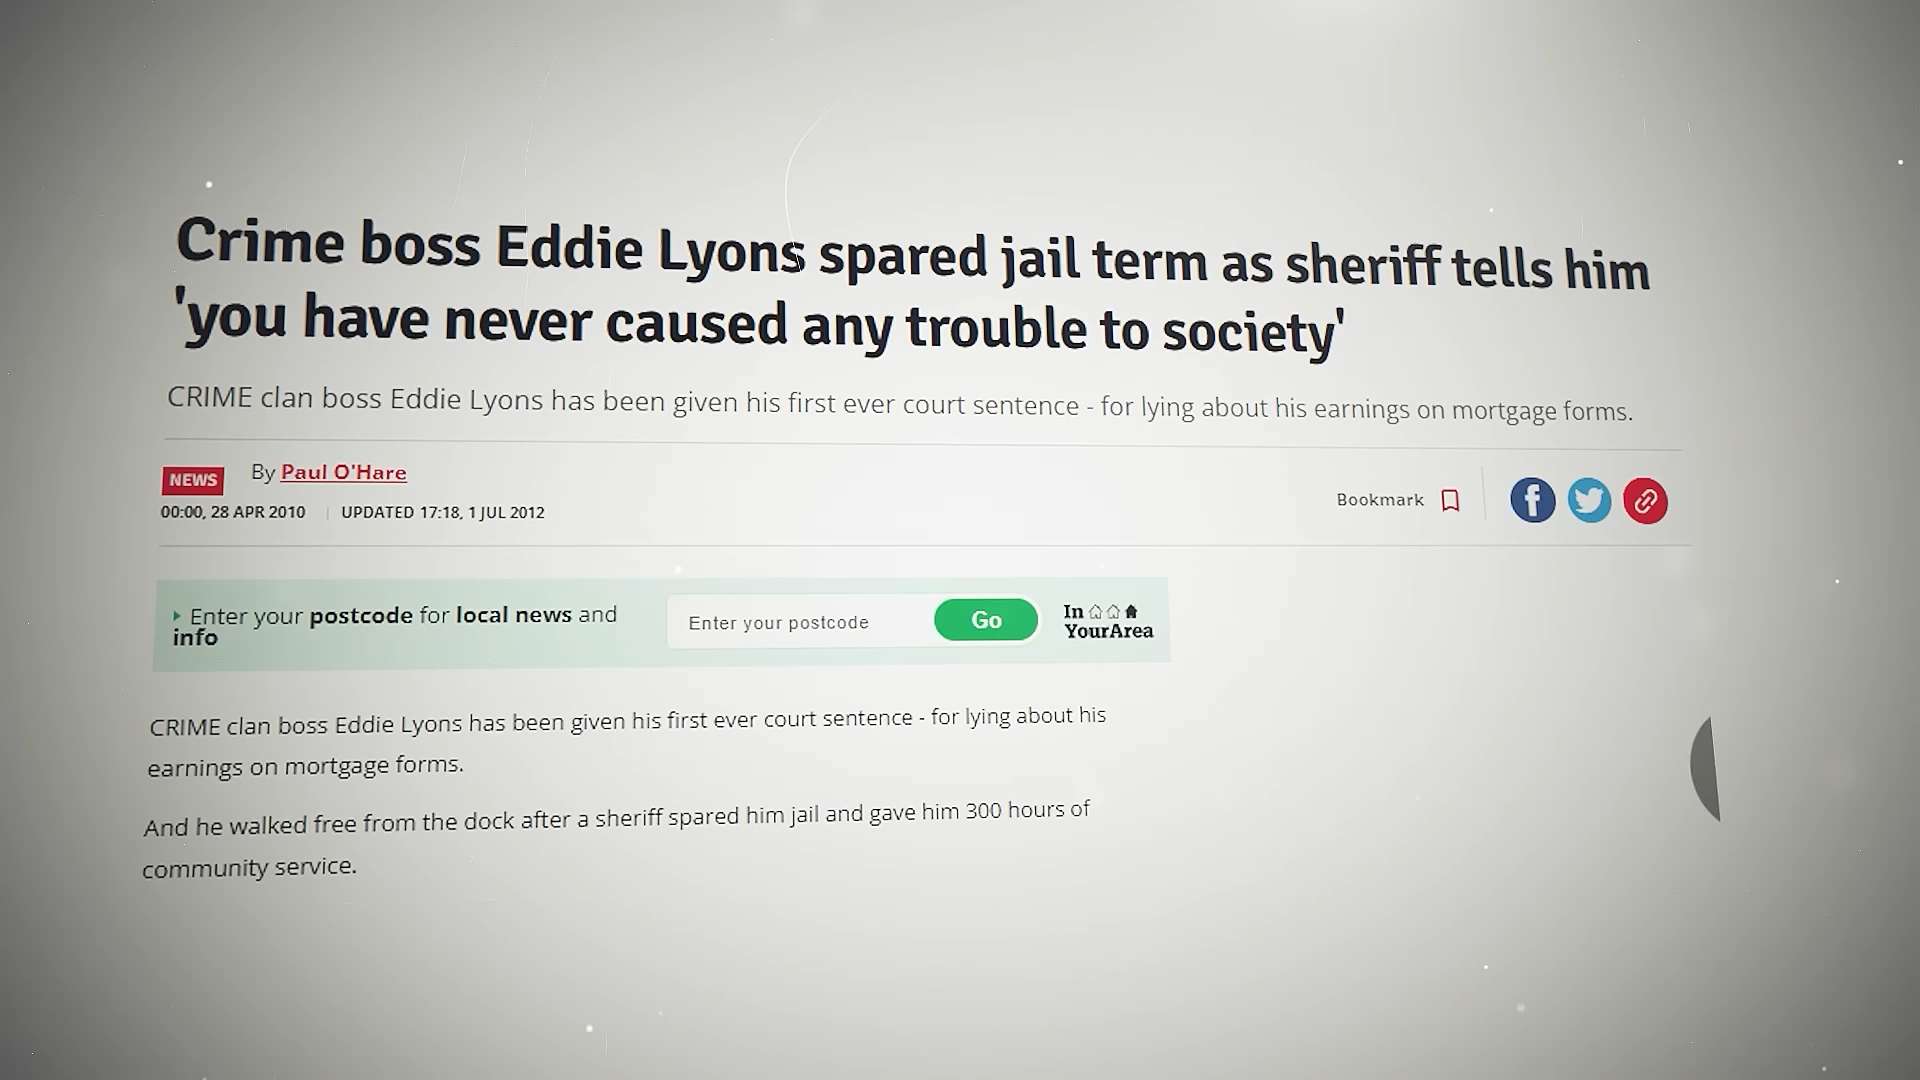 Crime boss Eddie Lyons spared jail term as sheriff tells him
'you have never caused any trouble to society'
CRIME clan boss Eddie Lyons has been given his first ever court sentence - for lying about his earnings on mortgage forms.
NEWS By Paul O'Hare
00:00, 28 APR 2010 | UPDATED 17:18, 1 JUL 2012
Bookmark
Enter your postcode for local news and
info
Enter your postcode
Go
In
YourArea
CRIME clan boss Eddie Lyons has been given his first ever court sentence - for lying about his
earnings on mortgage forms.
And he walked free from the dock after a sheriff spared him jail and gave him 300 hours of
community service.